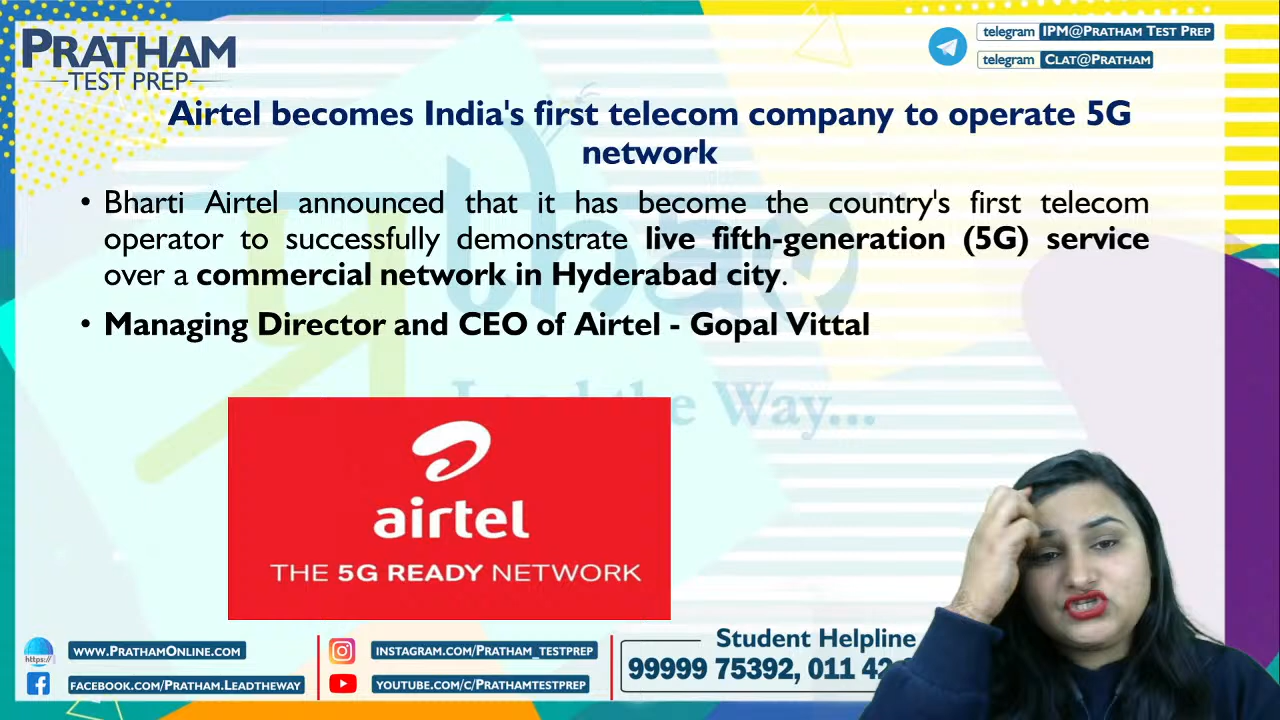 PRATHAM
TEST PREP
telegram IPM@PRATHAM TEST PREP
telegram CLAT@PRATHAM
Airtel becomes India's first telecom company to operate 5G
network
• Bharti Airtel announced that it has become the country's first telecom
operator to successfully demonstrate live fifth-generation (5G) service
over a commercial network in Hyderabad city.
• Managing Director and CEO of Airtel - Gopal Vittal
the Way...
airtel
THE 5G READY NETWORK
https://
WWW.PRATHAMONLINE.COM
INSTAGRAM.COM/PRATHAM_TESTPREP
FACEBOOK.COM/PRATHAM.LEADTHEWAY
YOUTUBE.COM/C/PRATHAMTESTPREP
Student Helpline
99999 75392, 011 42